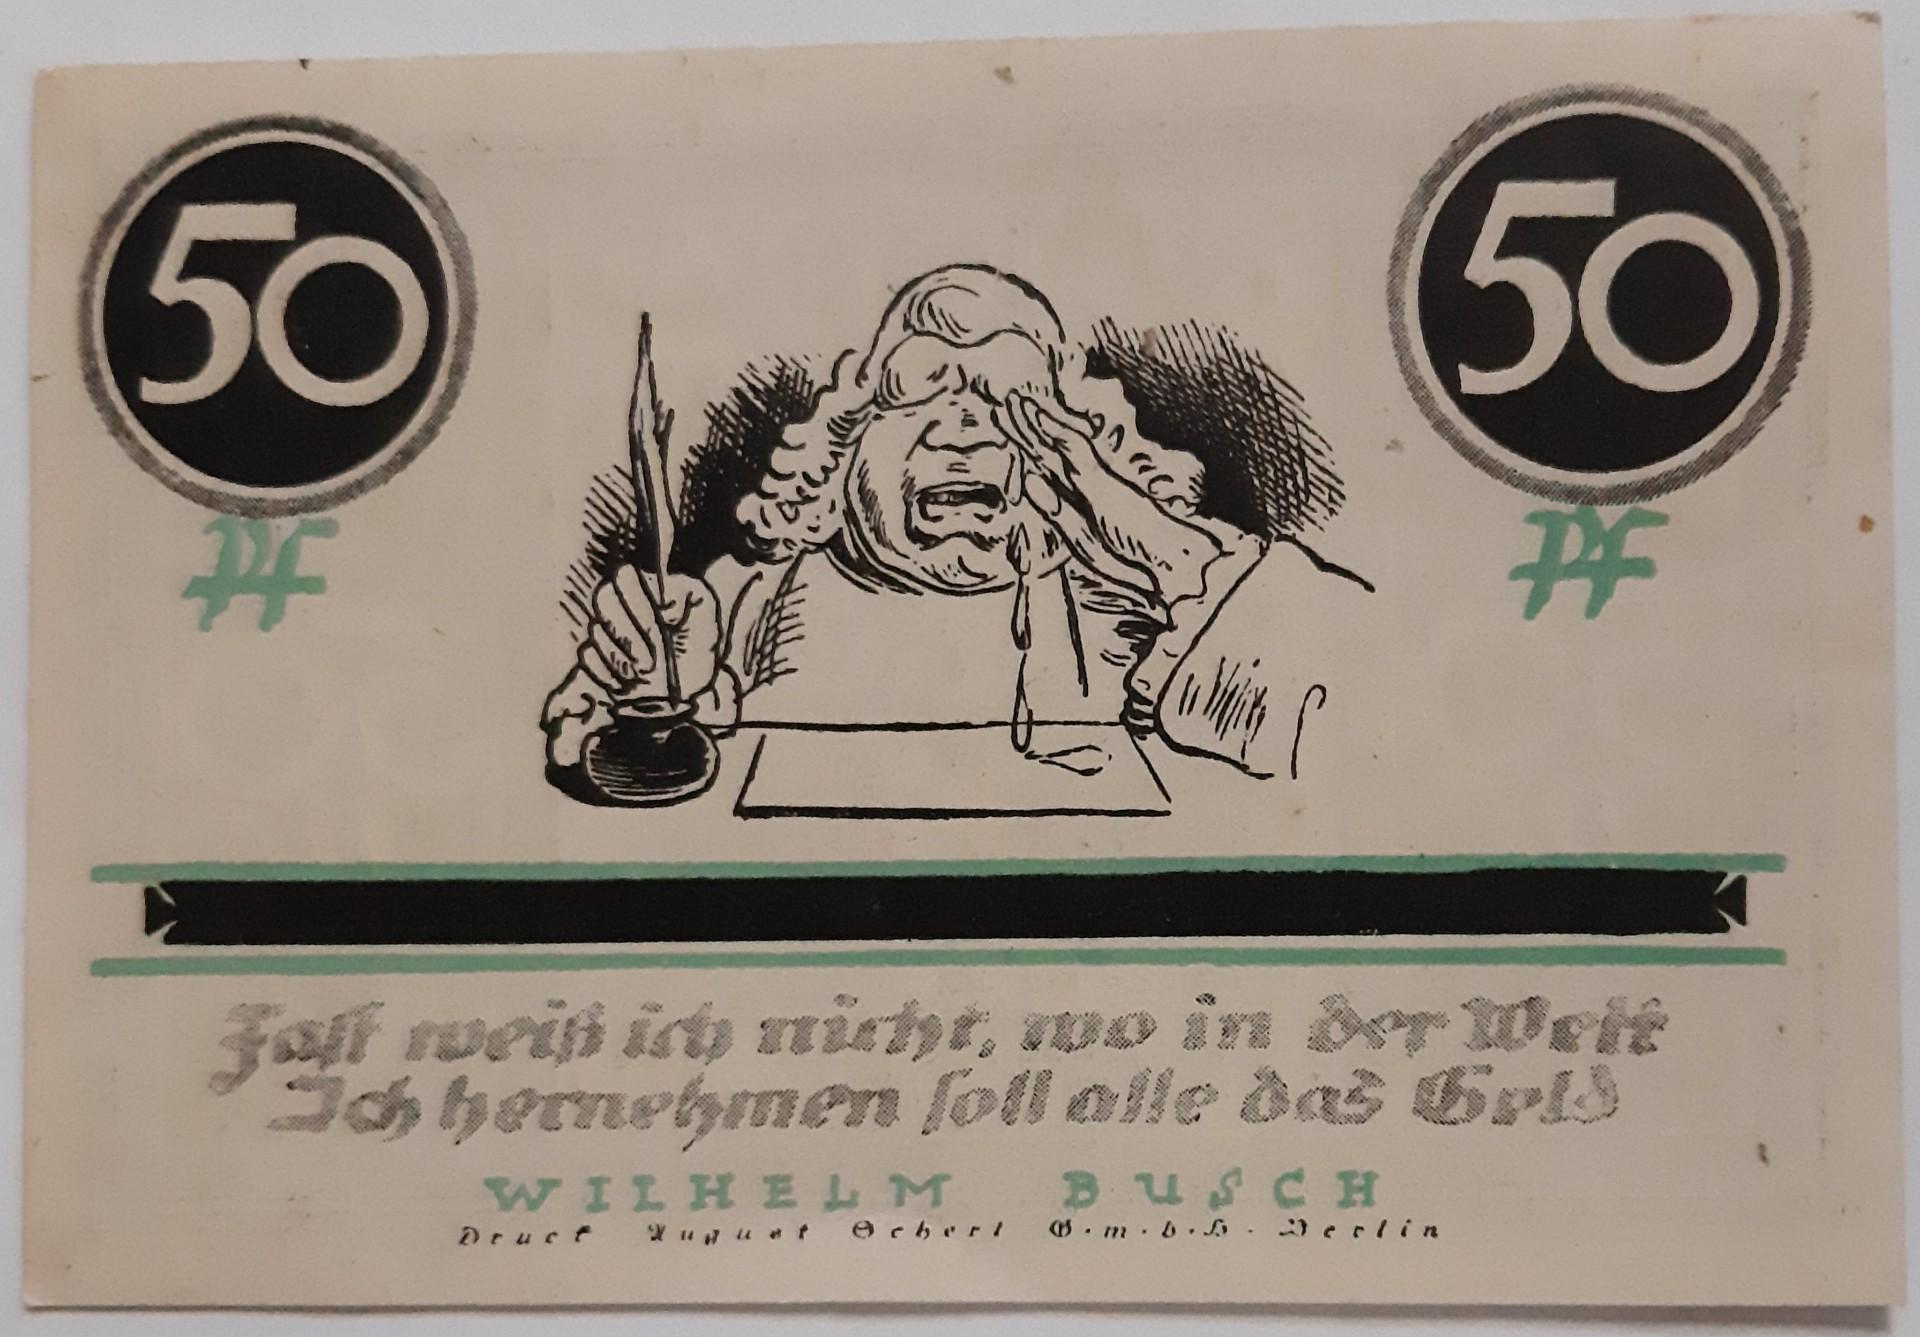 50 50
Pf Pf
Fast weiß ich nicht, wo in der Welt
Ich hernehmen soll alle das Geld
WILHELM BUSCH
Druck August Scherl G.m.b.H. Berlin